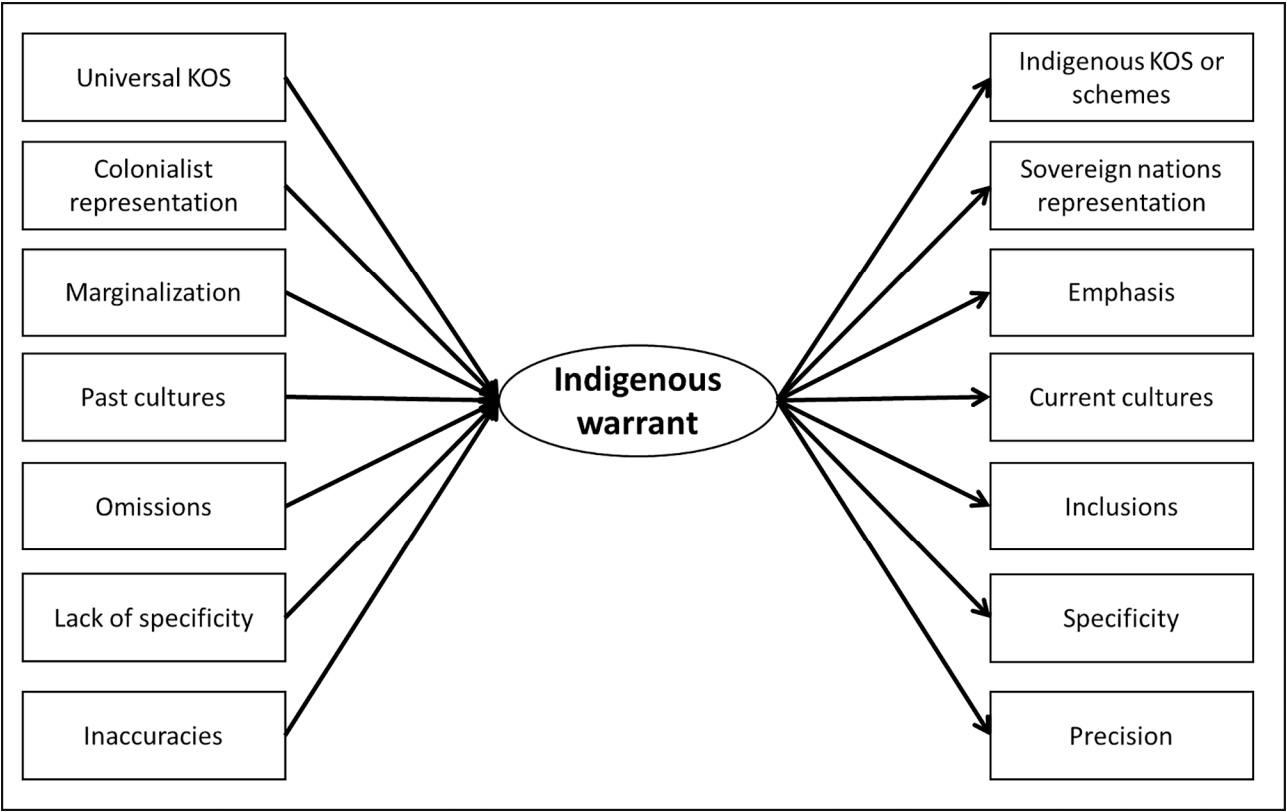 Universal KOS
Colonialist
representation
Marginalization
Past cultures
Omissions
Lack of specificity
Inaccuracies
Indigenous
warrant
Indigenous KOS or
schemes
Sovereign nations
representation
Emphasis
Current cultures
Inclusions
Specificity
Precision